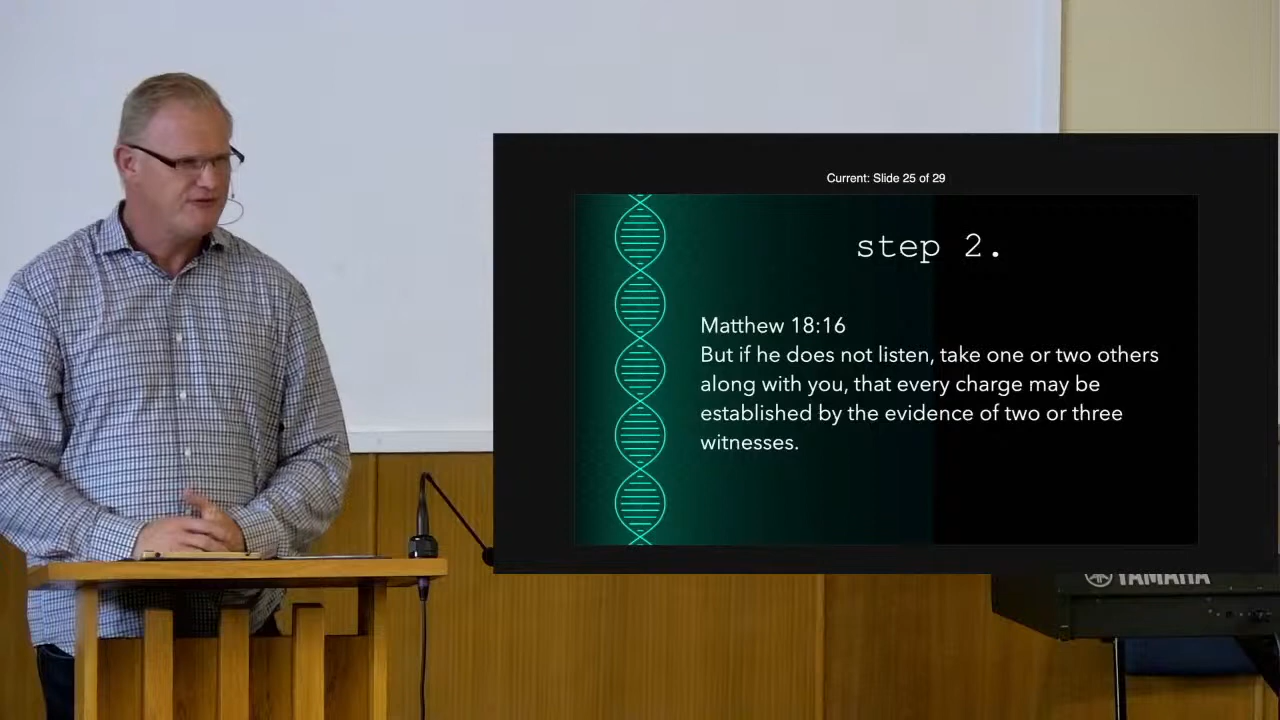 Current: Slide 25 of 29
step 2.
Matthew 18:16
But if he does not listen, take one or two others
along with you, that every charge may be
established by the evidence of two or three
witnesses.
YAMAHA